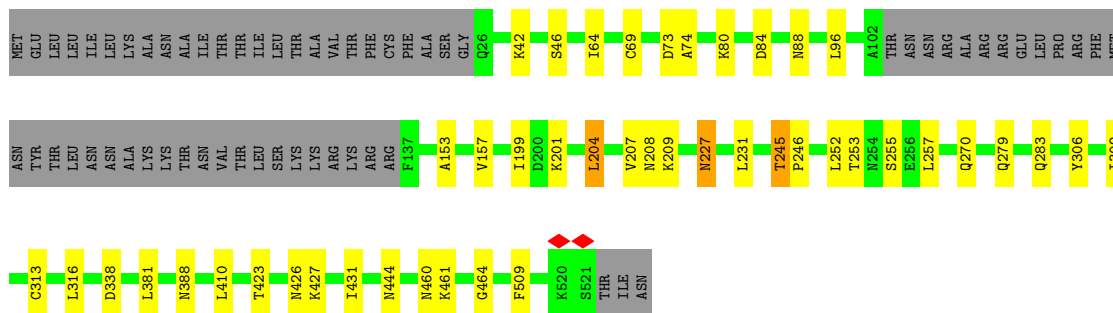 MET GLU LEU LEU ILE LEU LEU LYS ALA ASN ALA ILE THR THR ILE LEU THR ALA VAL THR PHE CYS PHE ALA SER GLY Q26 K42 S46 I64 C69 D73 A74 K80 D84 N88 L96 A102 THR ASN ASN ARG ALA ARG ARG GLU LEU PRO ARG PHE MET
ASN TYR THR LEU ASN ASN ALA LYS LYS THR ASN VAL THR LEU SER LYS LYS ARG LYS ARG ARG F137 A153 V157 I199 D200 K201 L204 V207 N208 K209 N227 L231 T245 P246 L252 T253 N254 S255 E256 L257 Q270 Q279 Q283 Y306
C313 L316 D338 L381 N388 L410 T423 N426 K427 I431 N444 N460 K461 G464 F509 K520 S521 THR ILE ASN